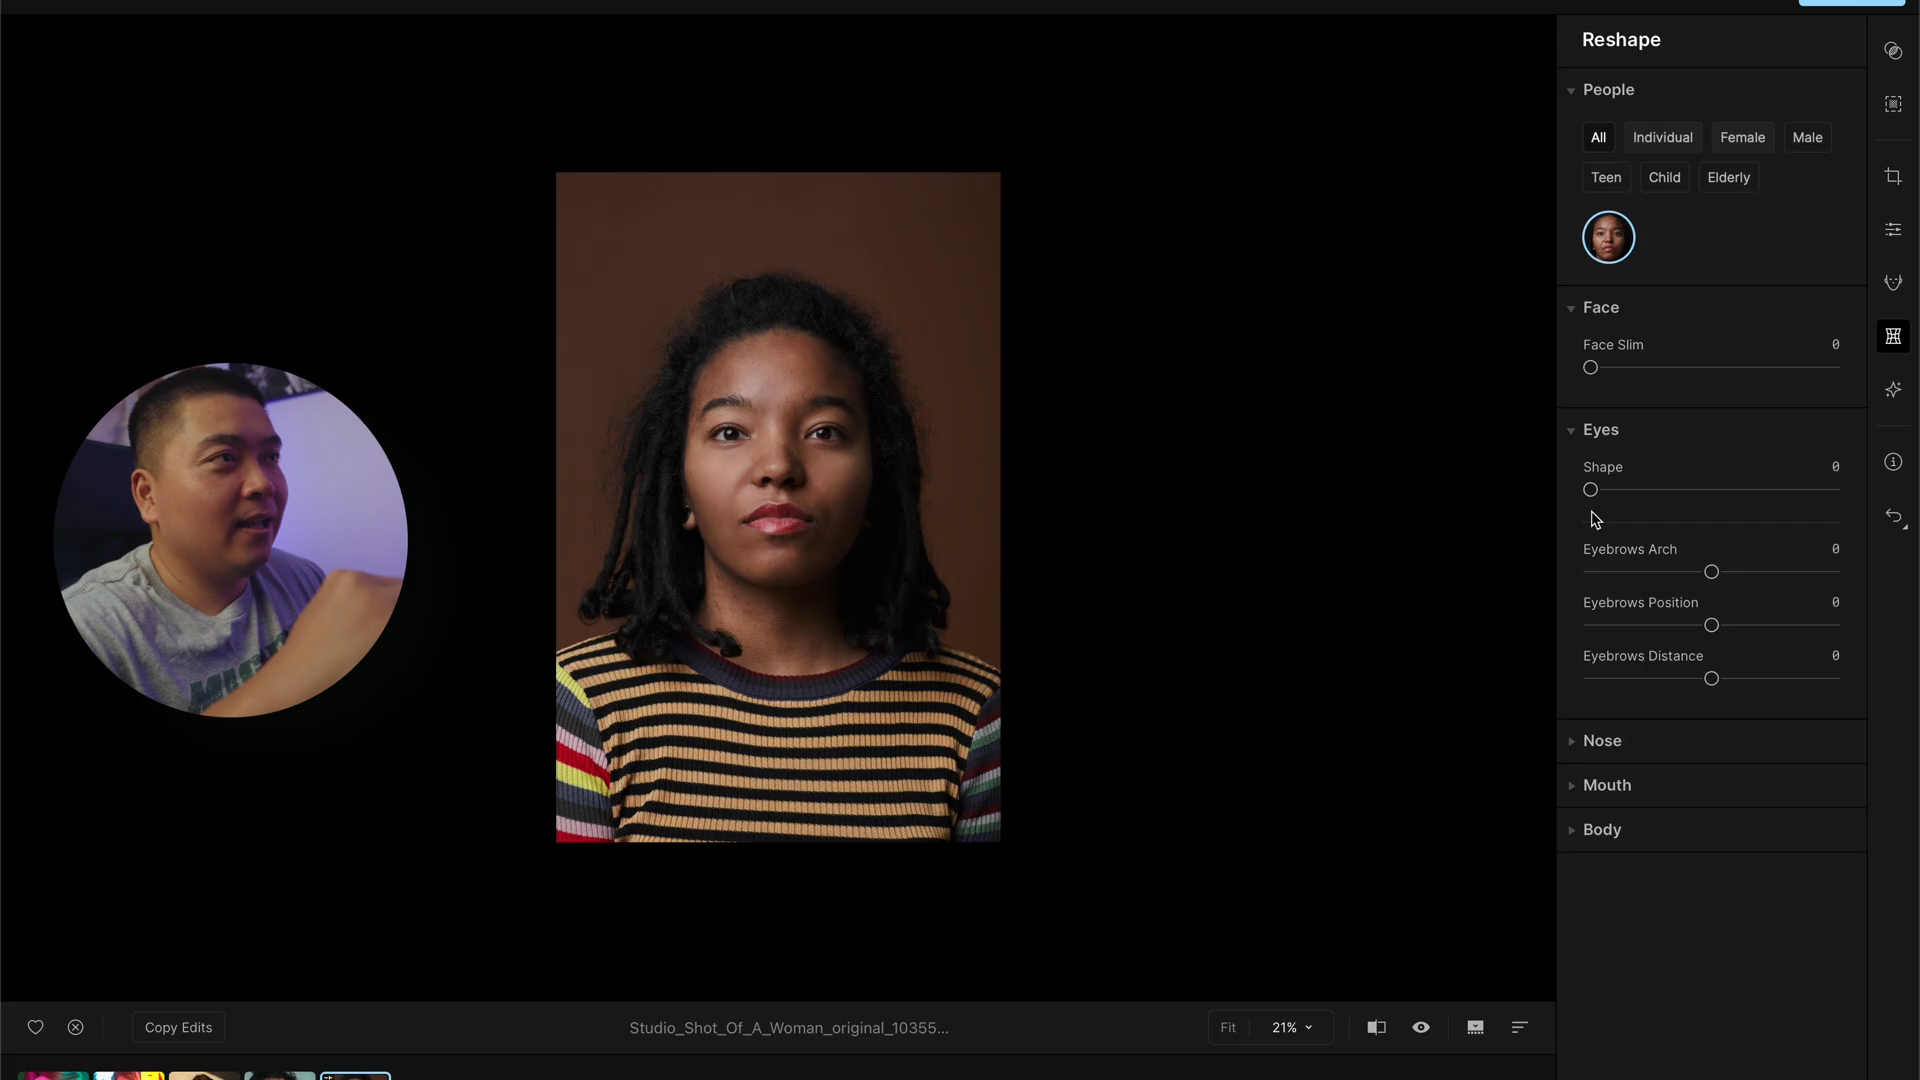 Reshape
People
All Individual Female Male
Teen Child Elderly
Face
Face Slim 0
Eyes
Shape 0
Eyebrows Arch 0
Eyebrows Position 0
Eyebrows Distance 0
Nose
Mouth
Body
Copy Edits
Studio_Shot_Of_A_Woman_original_10355...
Fit 21%